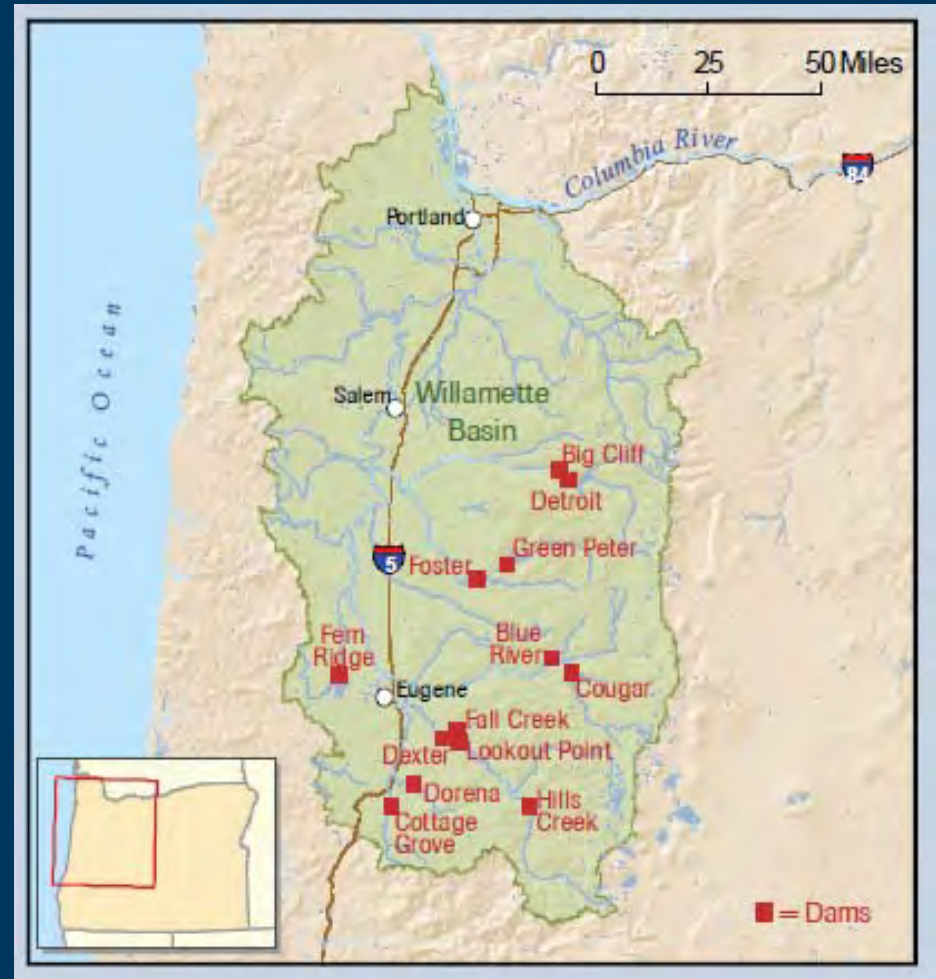 0 25 50 Miles
Columbia River
84
Portland
Pacific Ocean
Salem
Willamette
Basin
Big Cliff
Detroit
5
Green Peter
Foster
Fern
Ridge
Blue
River
Cougar
Eugene
Fall Creek
Dexter
Lookout Point
Dorena
Hills
Creek
Cottage
Grove
= Dams